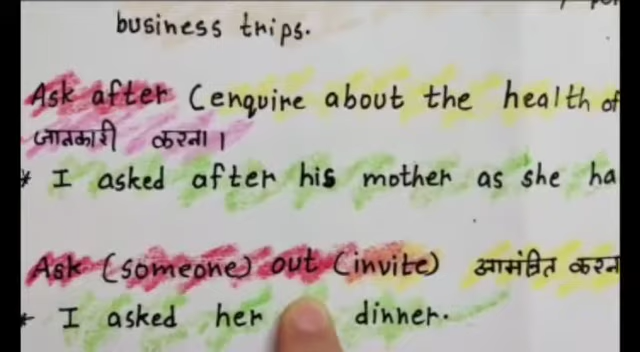 business trips.
Ask after (enquire about the health of
जानकारी करना।
* I asked after his mother as she ha
Ask (someone) out (invite) आमंत्रित करन
* I asked her dinner.